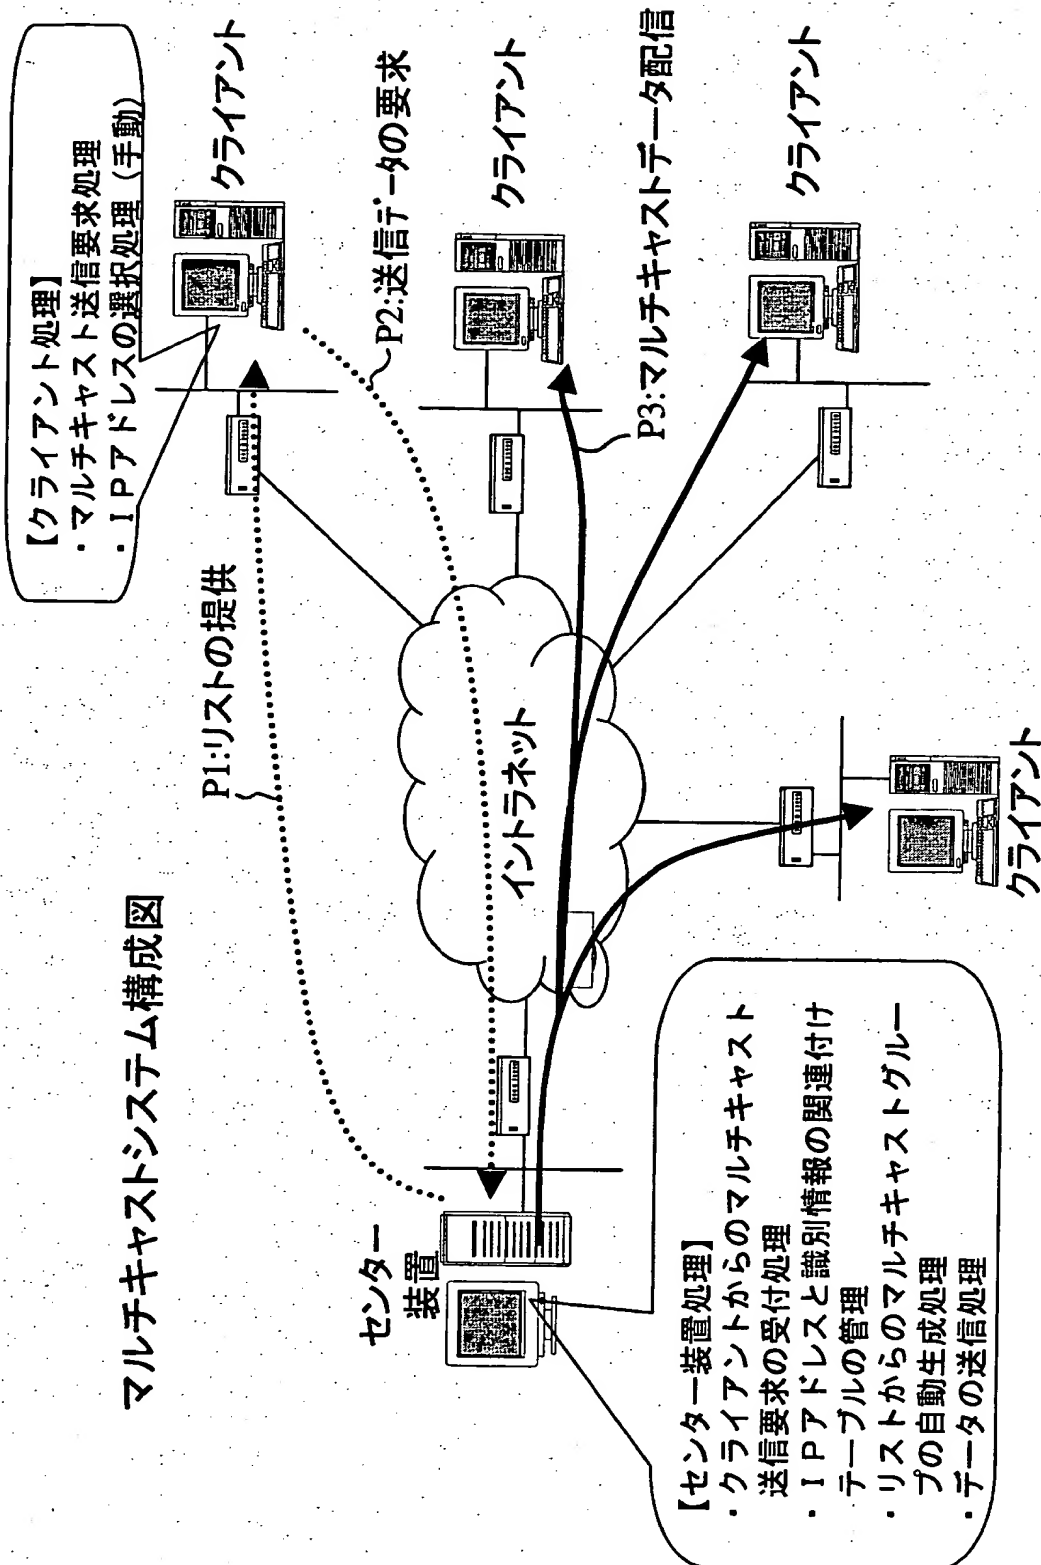 マルチキャストシステム構成図
P1:リストの提供
【クライアント処理】
・マルチキャスト送信要求処理
・IPアドレスの選択処理(手動)
クライアント
P2:送信データの要求
センター
装置
イントラネット
クライアント
P3:マルチキャストデータ配信
クライアント
クライアント
【センター装置処理】
・クライアントからのマルチキャスト
送信要求の受付処理
・IPアドレスと識別情報の関連付け
テーブルの管理
・リストからのマルチキャストグルー
プの自動生成処理
・データの送信処理